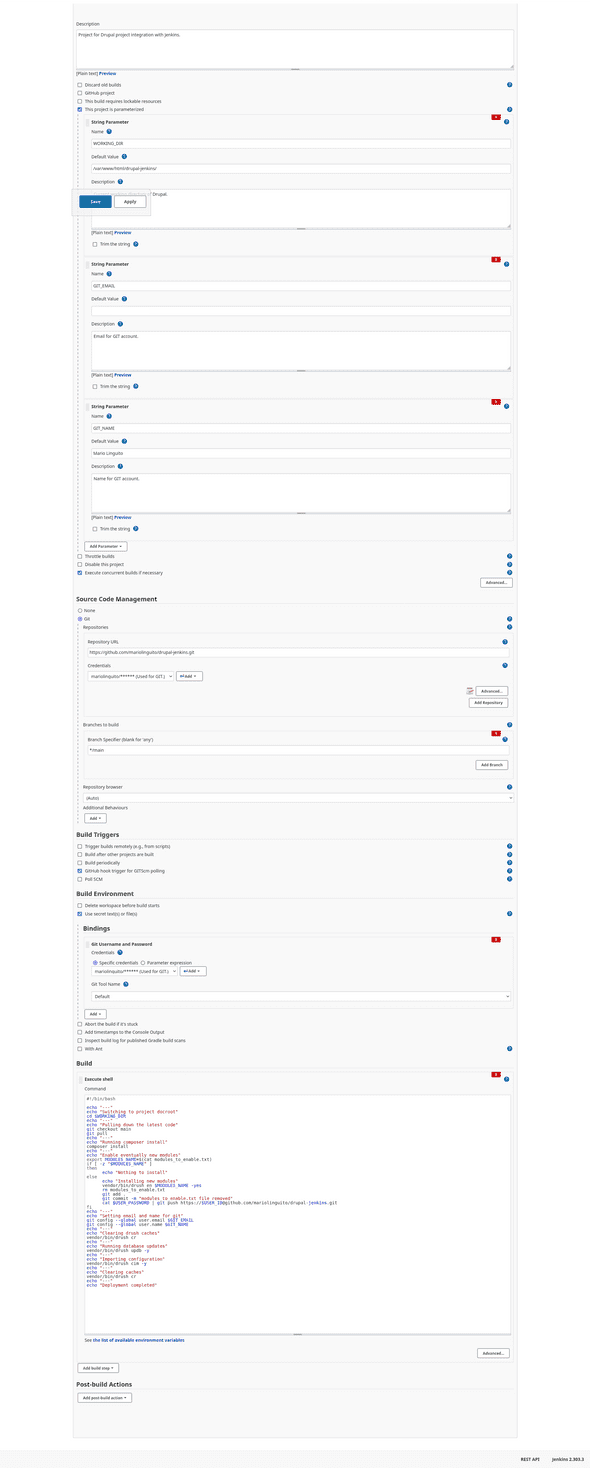 Description
Project for Drupal project integration with Jenkins.
[Plain text] Preview
Discard old builds
GitHub project
This build requires lockable resources
This project is parameterized
String Parameter
Name
WORKING_DIR
Default Value
/var/www/html/drupal-jenkins/
Description
of Drupal.
Save Apply
[Plain text] Preview
Trim the string
String Parameter
Name
GIT_EMAIL
Default Value
Description
Email for GIT account.
[Plain text] Preview
Trim the string
String Parameter
Name
GIT_NAME
Default Value
Mario Linguito
Description
Name for GIT account.
[Plain text] Preview
Trim the string
Add Parameter
Throttle builds
Disable this project
Execute concurrent builds if necessary
Advanced...
Source Code Management
None
Git
Repositories
Repository URL
https://github.com/mariolinguito/drupal-jenkins.git
Credentials
mariolinguito/****** (Used for GIT.) Add
Advanced...
Add Repository
Branches to build
Branch Specifier (blank for 'any')
*/main
Add Branch
Repository browser
(Auto)
Additional Behaviours
Add
Build Triggers
Trigger builds remotely (e.g., from scripts)
Build after other projects are built
Build periodically
GitHub hook trigger for GITScm polling
Poll SCM
Build Environment
Delete workspace before build starts
Use secret text(s) or file(s)
Bindings
Git Username and Password
Credentials
Specific credentials Parameter expression
mariolinguito/****** (Used for GIT.) Add
Git Tool Name
Default
Add
Abort the build if it's stuck
Add timestamps to the Console Output
Inspect build log for published Gradle build scans
With Ant
Build
Execute shell
Command
#!/bin/bash
echo "---"
echo "Switching to project docroot"
cd $WORKING_DIR
echo "---"
echo "Pulling down the latest code"
git checkout main
git pull
echo "---"
echo "Running composer install"
composer install
echo "---"
echo "Enable eventually new modules"
export MODULES_NAME=$(cat modules_to_enable.txt)
if [ -z "$MODULES_NAME" ]
then
echo "Nothing to install"
else
echo "Installing new modules"
vendor/bin/drush en $MODULES_NAME -yes
rm modules_to_enable.txt
git add .
git commit -m "modules_to_enable.txt file removed"
cat $USER_PASSWORD | git push https://$USER_ID@github.com/mariolinguito/drupal-jenkins.git
fi
echo "---"
echo "Setting email and name for git"
git config --global user.email $GIT_EMAIL
git config --global user.name $GIT_NAME
echo "---"
echo "Clearing drush caches"
vendor/bin/drush cr
echo "---"
echo "Running database updates"
vendor/bin/drush updb -y
echo "---"
echo "Importing configuration"
vendor/bin/drush cim -y
echo "---"
echo "Clearing caches"
vendor/bin/drush cr
echo "---"
echo "Deployment completed"
See the list of available environment variables
Advanced...
Add build step
Post-build Actions
Add post-build action
REST API Jenkins 2.303.3